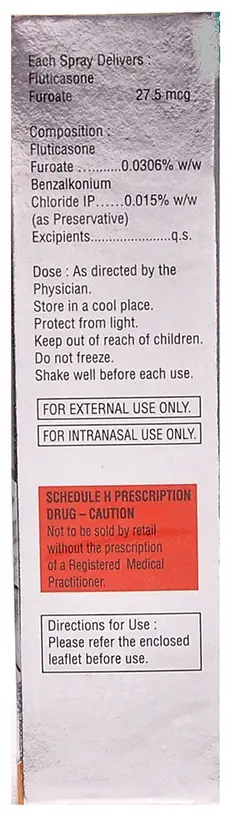 Each Spray Delivers :
Fluticasone
Furoate 27.5 mcg
Composition :
Fluticasone
Furoate ............0.0306% w/w
Benzalkonium
Chloride IP......0.015% w/w
(as Preservative)
Excipients.......................q.s.
Dose : As directed by the
Physician.
Store in a cool place.
Protect from light.
Keep out of reach of children.
Do not freeze.
Shake well before each use.
FOR EXTERNAL USE ONLY.
FOR INTRANASAL USE ONLY.
SCHEDULE H PRESCRIPTION
DRUG – CAUTION
Not to be sold by retail
without the prescription
of a Registered Medical
Practitioner.
Directions for Use :
Please refer the enclosed
leaflet before use.